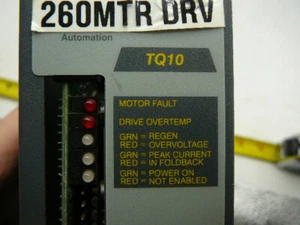 260MTR DRV
Automation
TQ10
MOTOR FAULT
DRIVE OVERTEMP
GRN = REGEN
RED = OVERVOLTAGE
GRN = PEAK CURRENT
RED = IN FOLDBACK
GRN = POWER ON
RED = NOT ENABLED